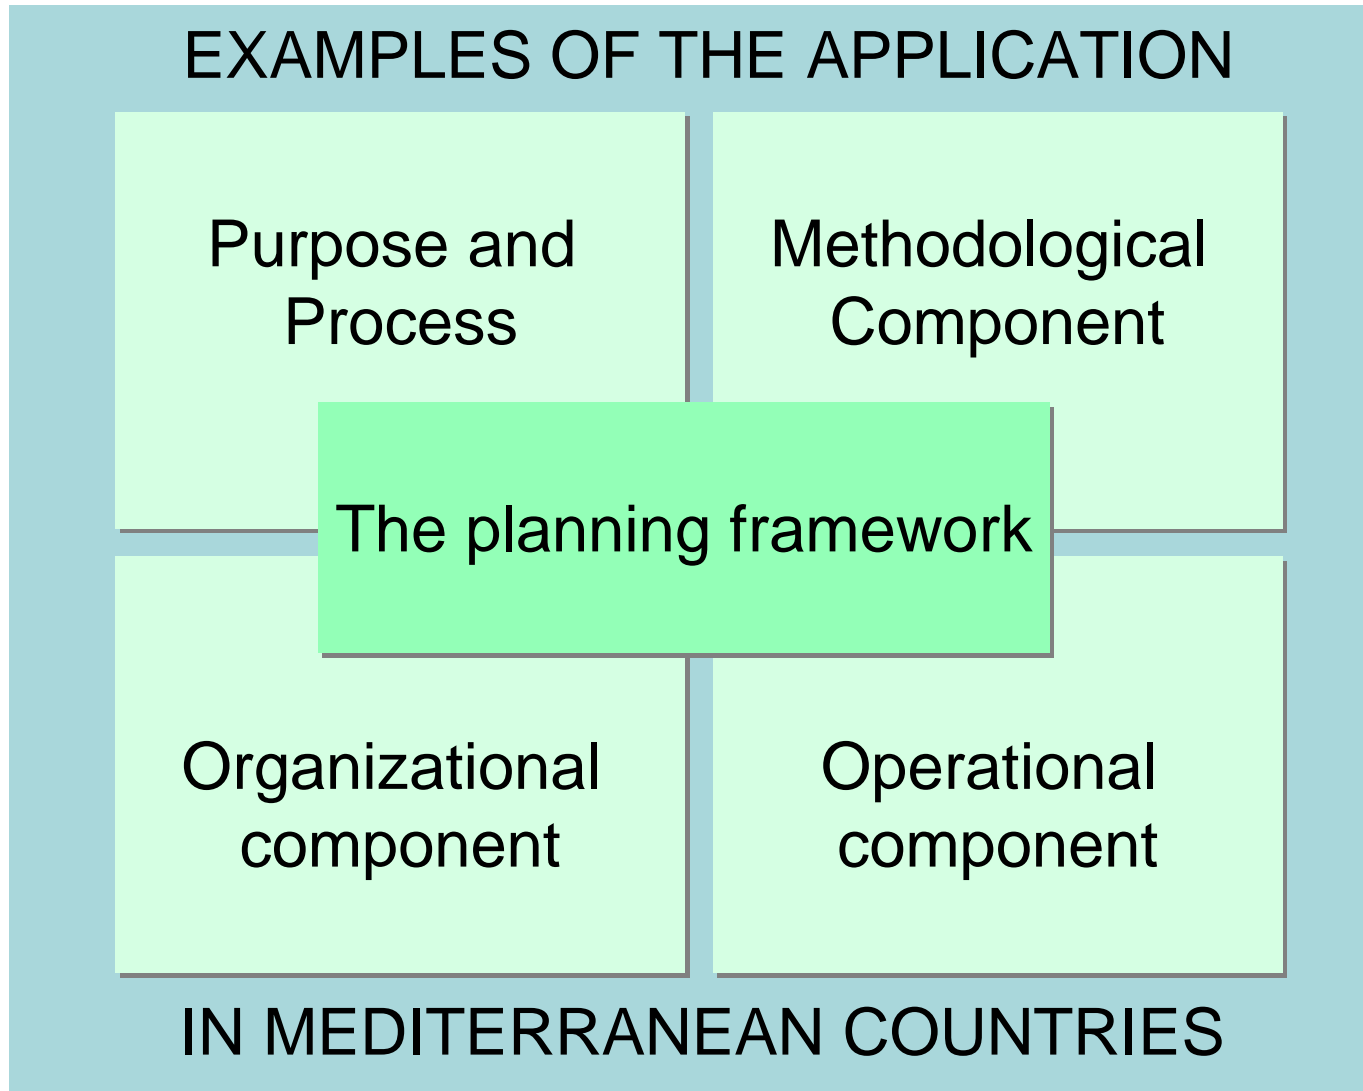 EXAMPLES OF THE APPLICATION
Purpose and
Process
Methodological
Component
The planning framework
Organizational
component
Operational
component
IN MEDITERRANEAN COUNTRIES